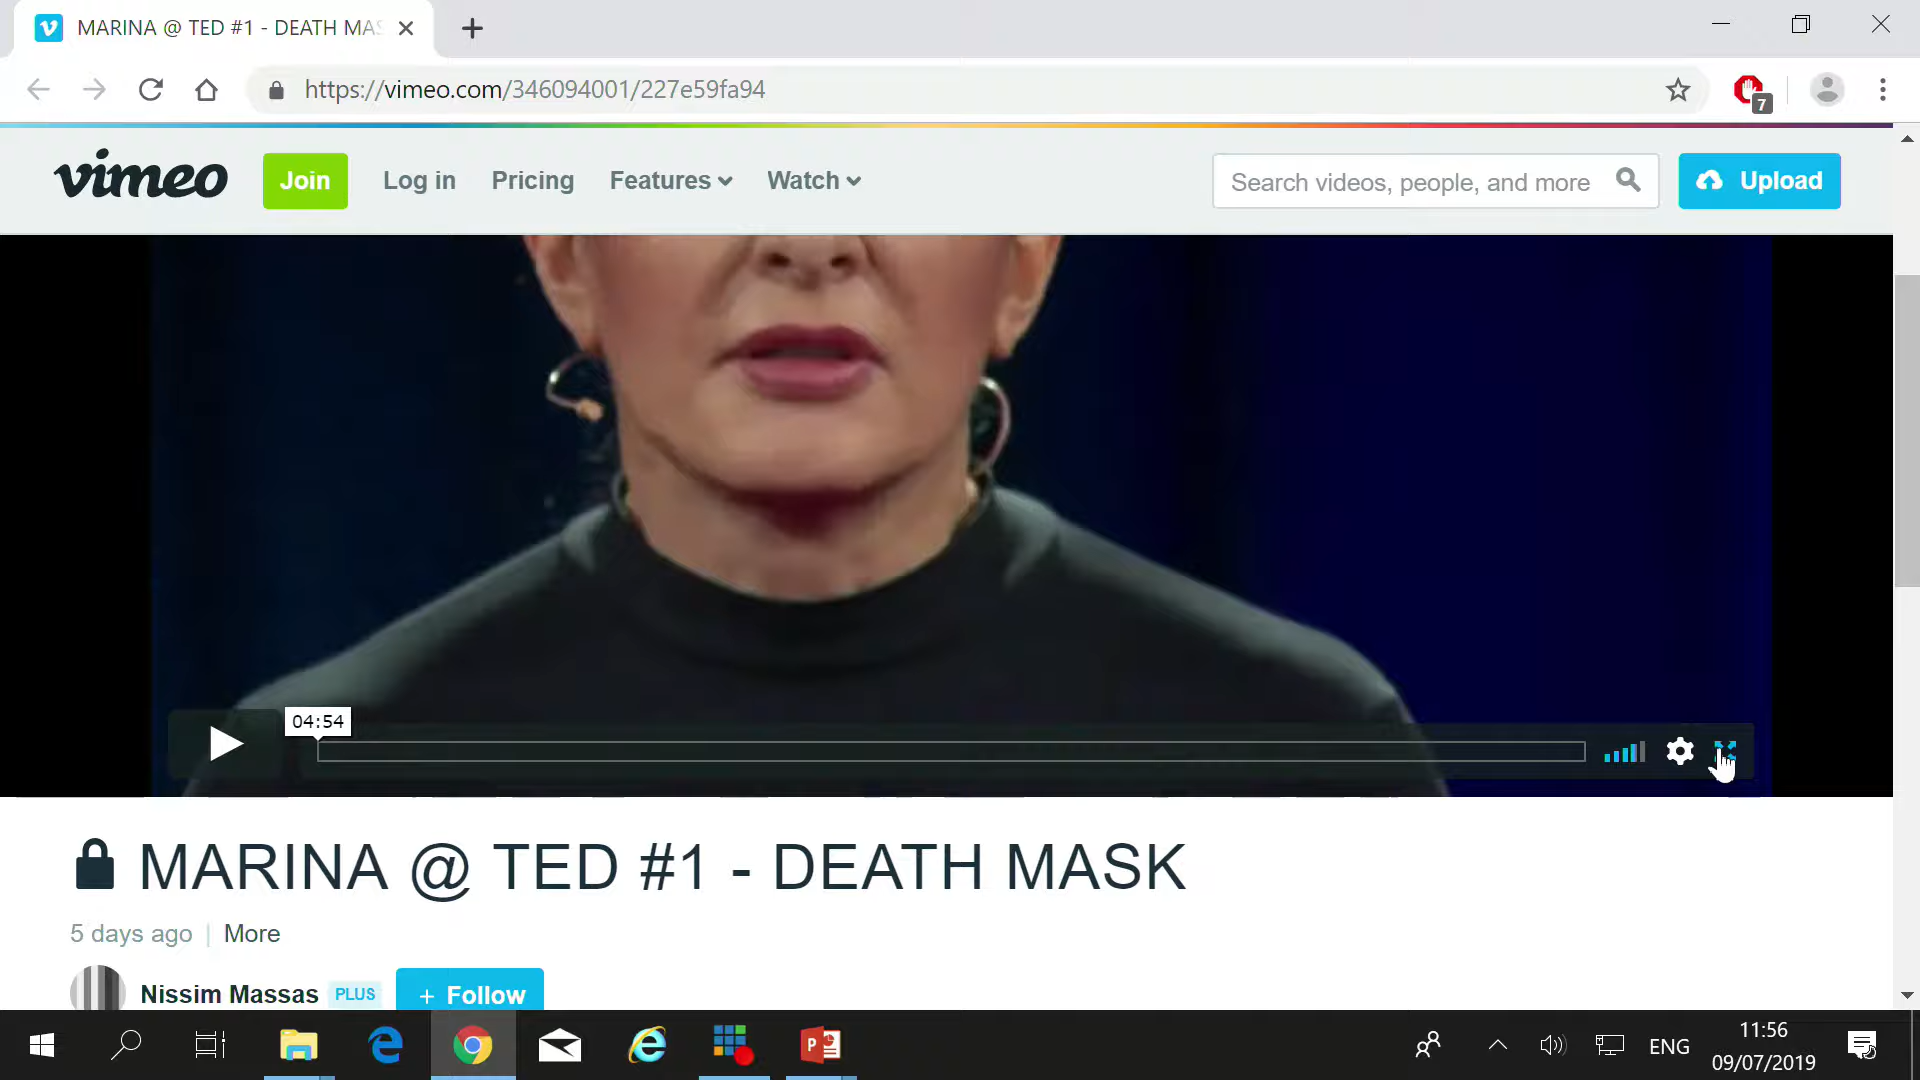 MARINA @ TED #1 - DEATH MAS
https://vimeo.com/346094001/227e59fa94
7
vimeo
Join
Log in
Pricing
Features
Watch
Search videos, people, and more
Upload
04:54
MARINA @ TED #1 - DEATH MASK
5 days ago | More
Nissim Massas PLUS
+ Follow
ENG
11:56
09/07/2019